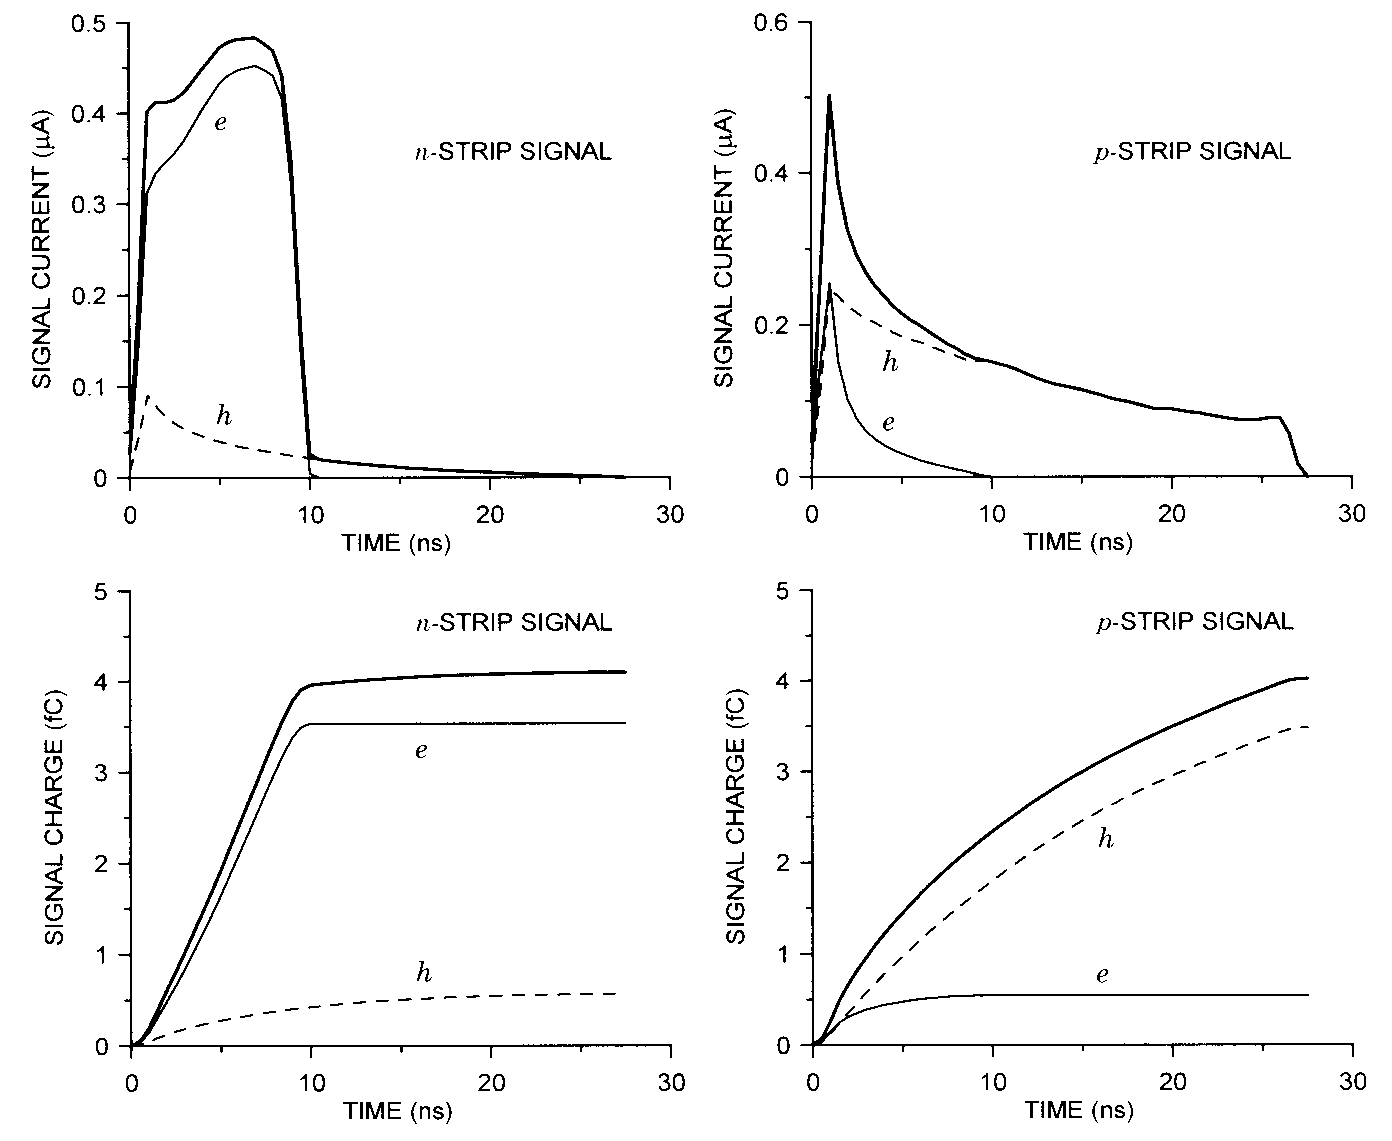 0.5
0.4
0.3
0.2
0.1
0
SIGNAL CURRENT (μA)
n-STRIP SIGNAL
e
h
0 10 20 30
TIME (ns)
0.6
0.4
0.2
0
SIGNAL CURRENT (μA)
p-STRIP SIGNAL
h
e
0 10 20 30
TIME (ns)
5
4
3
2
1
0
SIGNAL CHARGE (fC)
n-STRIP SIGNAL
e
h
0 10 20 30
TIME (ns)
5
4
3
2
1
0
SIGNAL CHARGE (fC)
p-STRIP SIGNAL
h
e
0 10 20 30
TIME (ns)